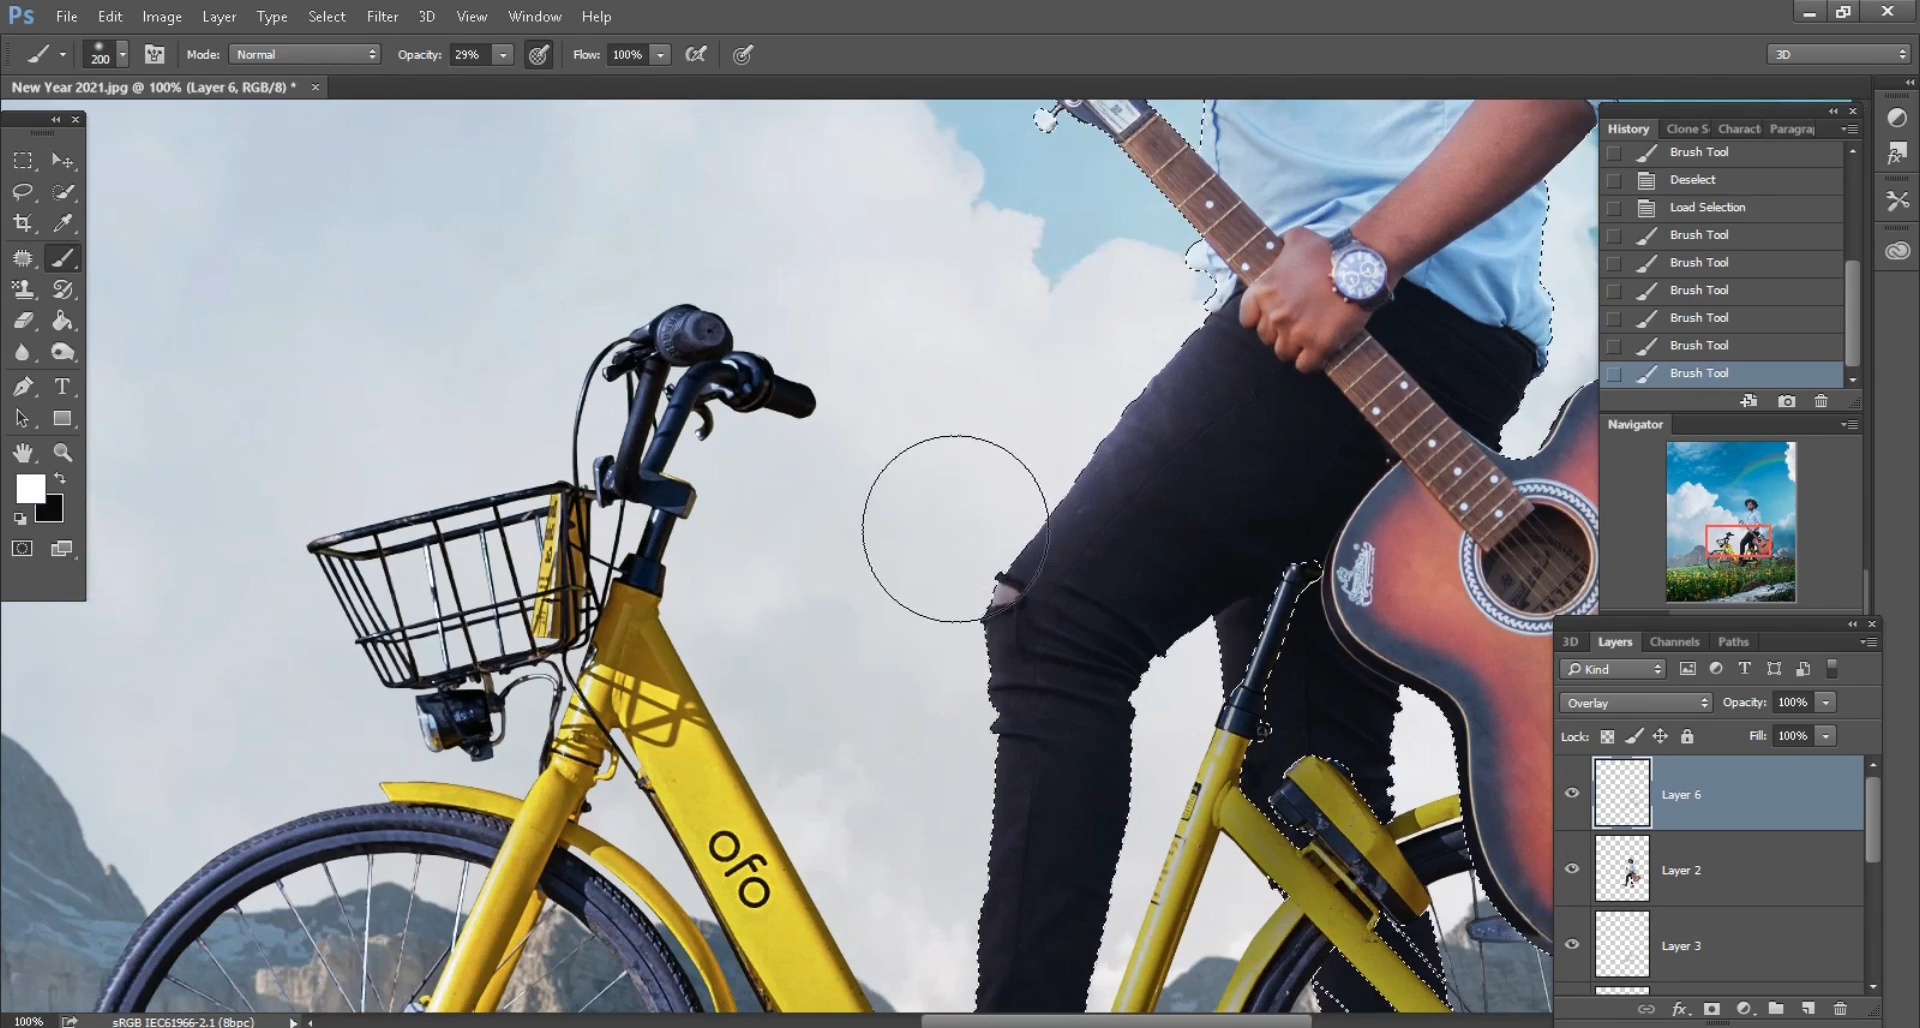 Ps File Edit Image Layer Type Select Filter 3D View Window Help
200 Mode: Normal Opacity: 29% Flow: 100% 3D
New Year 2021.jpg @ 100% (Layer 6, RGB/8) * ×
History Clone S Charact Paragra
Brush Tool
Deselect
Load Selection
Brush Tool
Brush Tool
Brush Tool
Brush Tool
Brush Tool
Brush Tool
Navigator
3D Layers Channels Paths
Kind
Overlay Opacity: 100%
Lock: Fill: 100%
Layer 6
Layer 2
Layer 3
ofo
100% sRGB IEC61966-2.1 (8bpc)